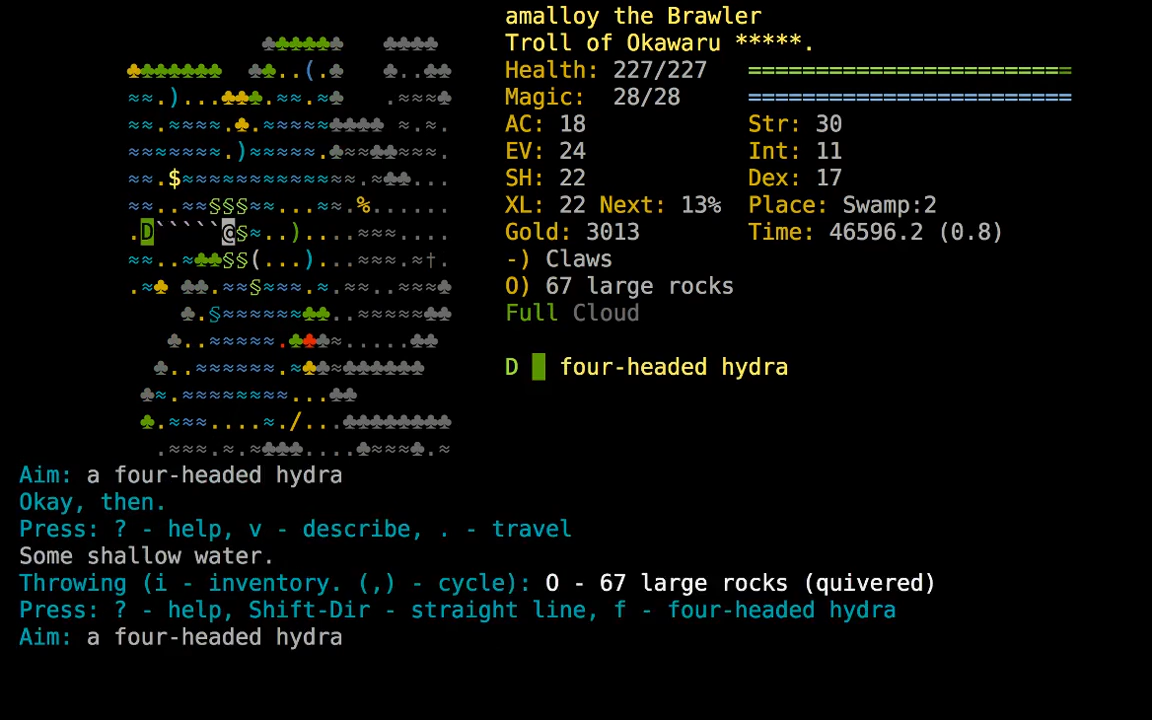 amalloy the Brawler
Troll of Okawaru *****.
Health: 227/227 ========================
Magic: 28/28 ========================
AC: 18 Str: 30
EV: 24 Int: 11
SH: 22 Dex: 17
XL: 22 Next: 13% Place: Swamp:2
Gold: 3013 Time: 46596.2 (0.8)
-) Claws
O) 67 large rocks
Full Cloud
D four-headed hydra
Aim: a four-headed hydra
Okay, then.
Press: ? - help, v - describe, . - travel
Some shallow water.
Throwing (i - inventory. (,) - cycle): O - 67 large rocks (quivered)
Press: ? - help, Shift-Dir - straight line, f - four-headed hydra
Aim: a four-headed hydra